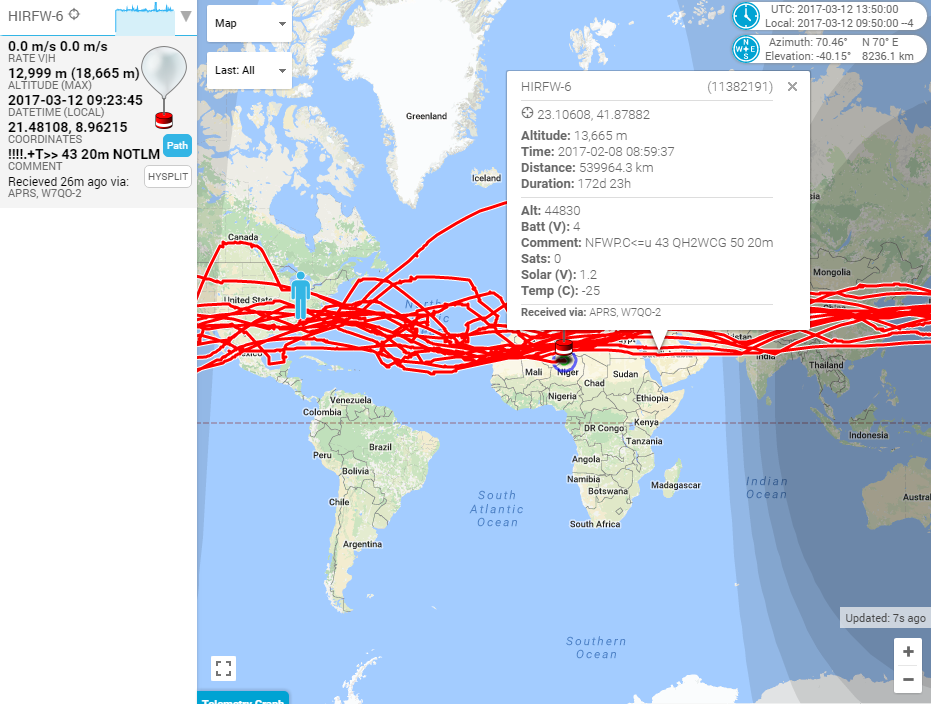 HIRFW-6
0.0 m/s 0.0 m/s
RATE V|H
12,999 m (18,665 m)
ALTITUDE (MAX)
2017-03-12 09:23:45
DATETIME (LOCAL)
21.48108, 8.96215
COORDINATES
!!!!.+T>> 43 20m NOTLM
COMMENT
Recieved 26m ago via:
APRS, W7QO-2
Path
HYSPLIT
Map
Last: All
UTC: 2017-03-12 13:50:00
Local: 2017-03-12 09:50:00 --4
N
W E
S
Azimuth: 70.46° N 70° E
Elevation: -40.15° 8236.1 km
HIRFW-6 (11382191)
23.10608, 41.87882
Altitude: 13,665 m
Time: 2017-02-08 08:59:37
Distance: 539964.3 km
Duration: 172d 23h
Alt: 44830
Batt (V): 4
Comment: NFWP.C<=u 43 QH2WCG 50 20m
Sats: 0
Solar (V): 1.2
Temp (C): -25
Received via: APRS, W7QO-2
Greenland
Iceland
Canada
United States
Mongolia
India
Thailand
Mali
Niger
Chad
Sudan
Nigeria
Ethiopia
Venezuela
Colombia
DR Congo
Kenya
Tanzania
Indonesia
Brazil
Peru
Bolivia
Angola
Namibia
Botswana
Madagascar
Chile
South Africa
Argentina
South
Atlantic
Ocean
Indian
Ocean
Austral
Southern
Ocean
Updated: 7s ago
+
−
Telemetry Graph